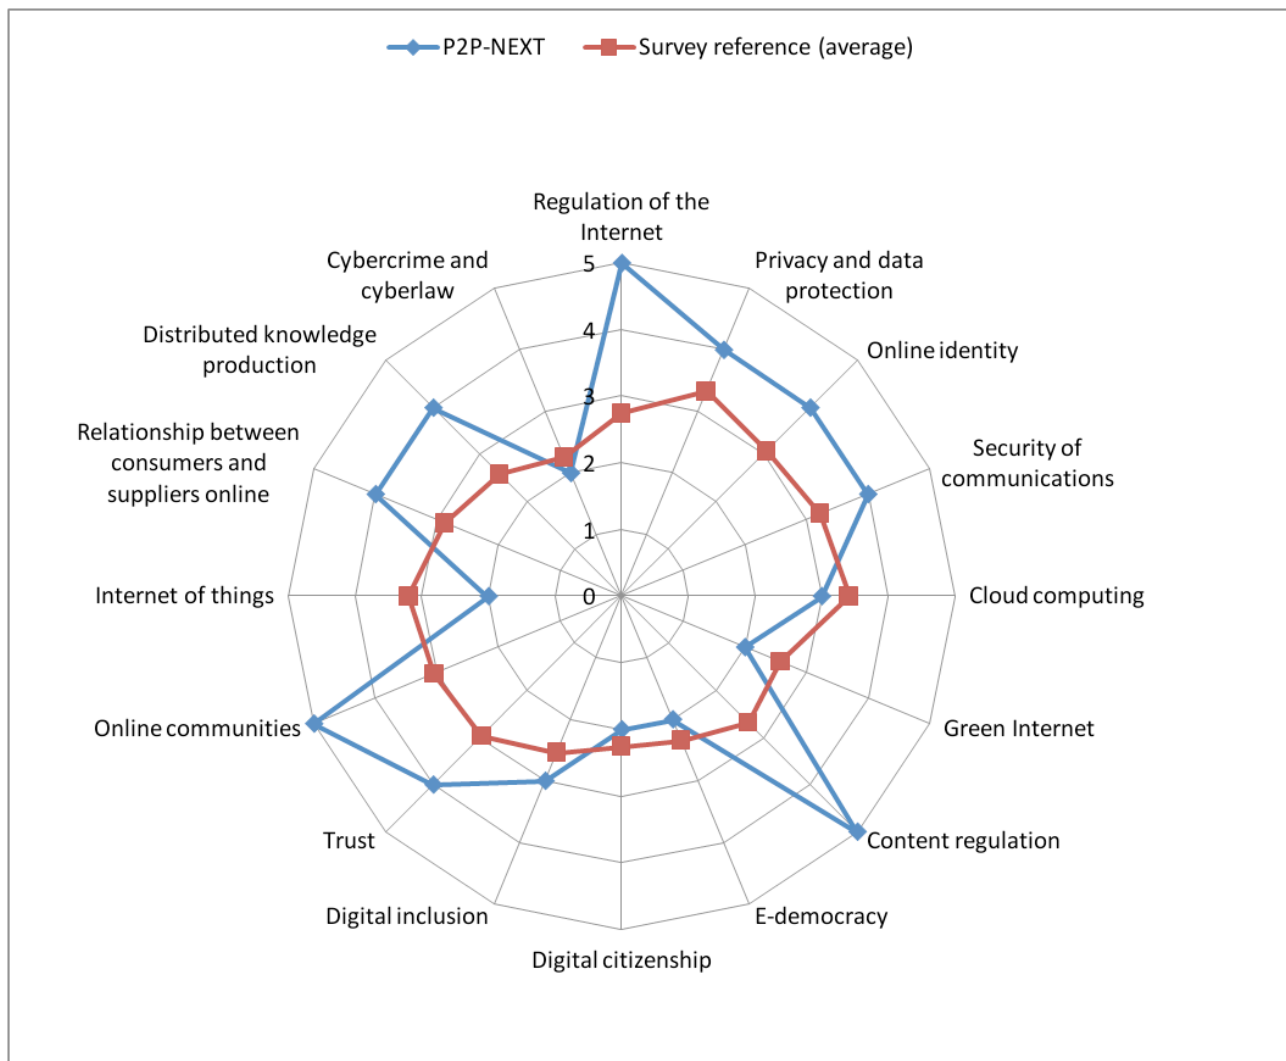 P2P-NEXT
Survey reference (average)
Regulation of the
Internet
Cybercrime and
cyberlaw
Privacy and data
protection
5
Distributed knowledge
production
4
Online identity
3
Relationship between
consumers and
suppliers online
Security of
communications
2
1
Internet of things
0
Cloud computing
Online communities
Green Internet
Trust
Content regulation
Digital inclusion
E-democracy
Digital citizenship